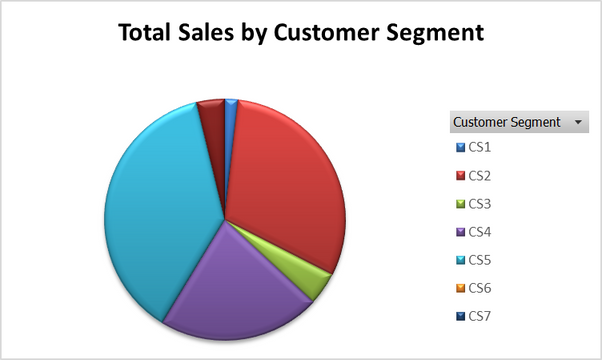 Total Sales by Customer Segment
Customer Segment
CS1
CS2
CS3
CS4
CS5
CS6
CS7